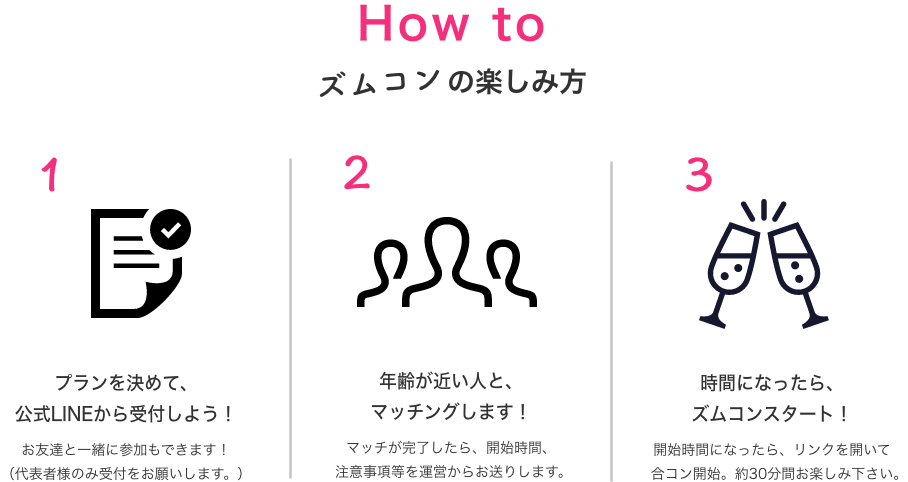 How to
ズムコンの楽しみ方
1
プランを決めて、
公式LINEから受付しよう！
お友達と一緒に参加もできます！
（代表者様のみ受付をお願いします。）
2
年齢が近い人と、
マッチングします！
マッチが完了したら、開始時間、
注意事項等を運営からお送りします。
3
時間になったら、
ズムコンスタート！
開始時間になったら、リンクを開いて
合コン開始。約30分間お楽しみ下さい。